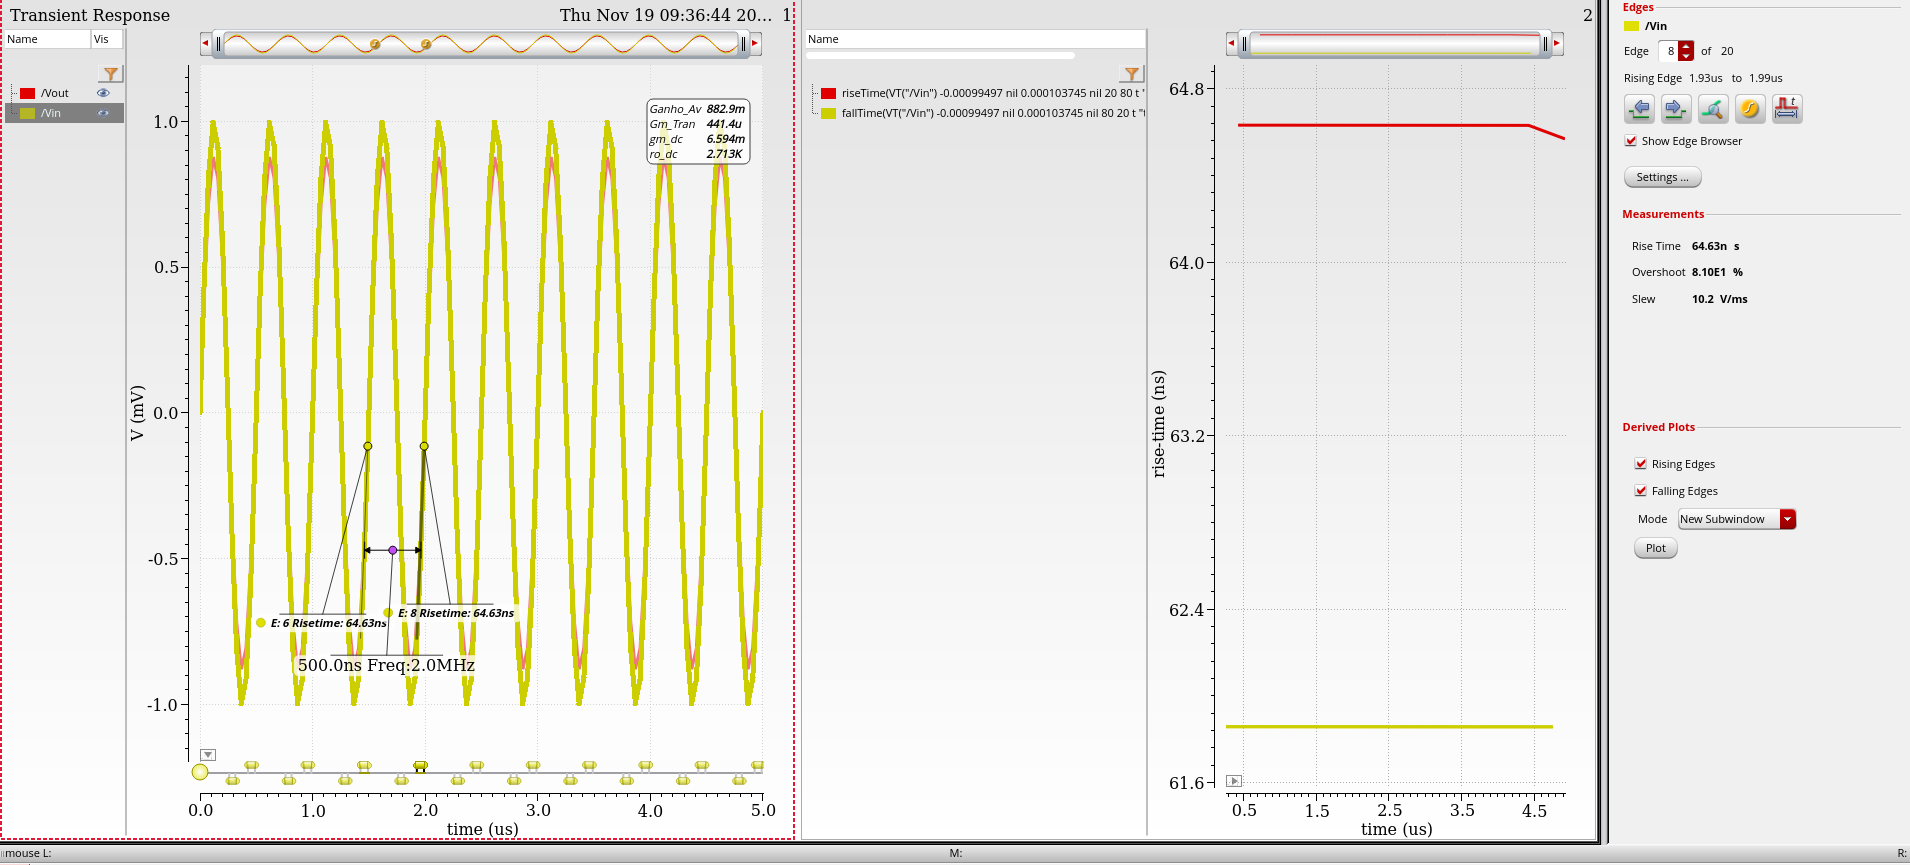 Transient Response
Thu Nov 19 09:36:44 20... 1
Name Vis
/Vout
/Vin
Ganho_Av 882.9m
Gm_Tran 441.4u
gm_dc 6.594m
ro_dc 2.713K
V (mV)
1.0
0.5
0.0
-0.5
-1.0
E: 6 Risetime: 64.63ns
E: 8 Risetime: 64.63ns
500.0ns Freq:2.0MHz
0.0 1.0 2.0 3.0 4.0 5.0
time (us)
2
Name
riseTime(VT("/Vin") -0.00099497 nil 0.000103745 nil 20 80 t "
fallTime(VT("/Vin") -0.00099497 nil 0.000103745 nil 80 20 t "
rise-time (ns)
64.8
64.0
63.2
62.4
61.6
0.5 1.5 2.5 3.5 4.5
time (us)
Edges
/Vin
Edge 8 of 20
Rising Edge 1.93us to 1.99us
Show Edge Browser
Settings ...
Measurements
Rise Time 64.63n s
Overshoot 8.10E1 %
Slew 10.2 V/ms
Derived Plots
Rising Edges
Falling Edges
Mode New Subwindow
Plot
mouse L: M: R: